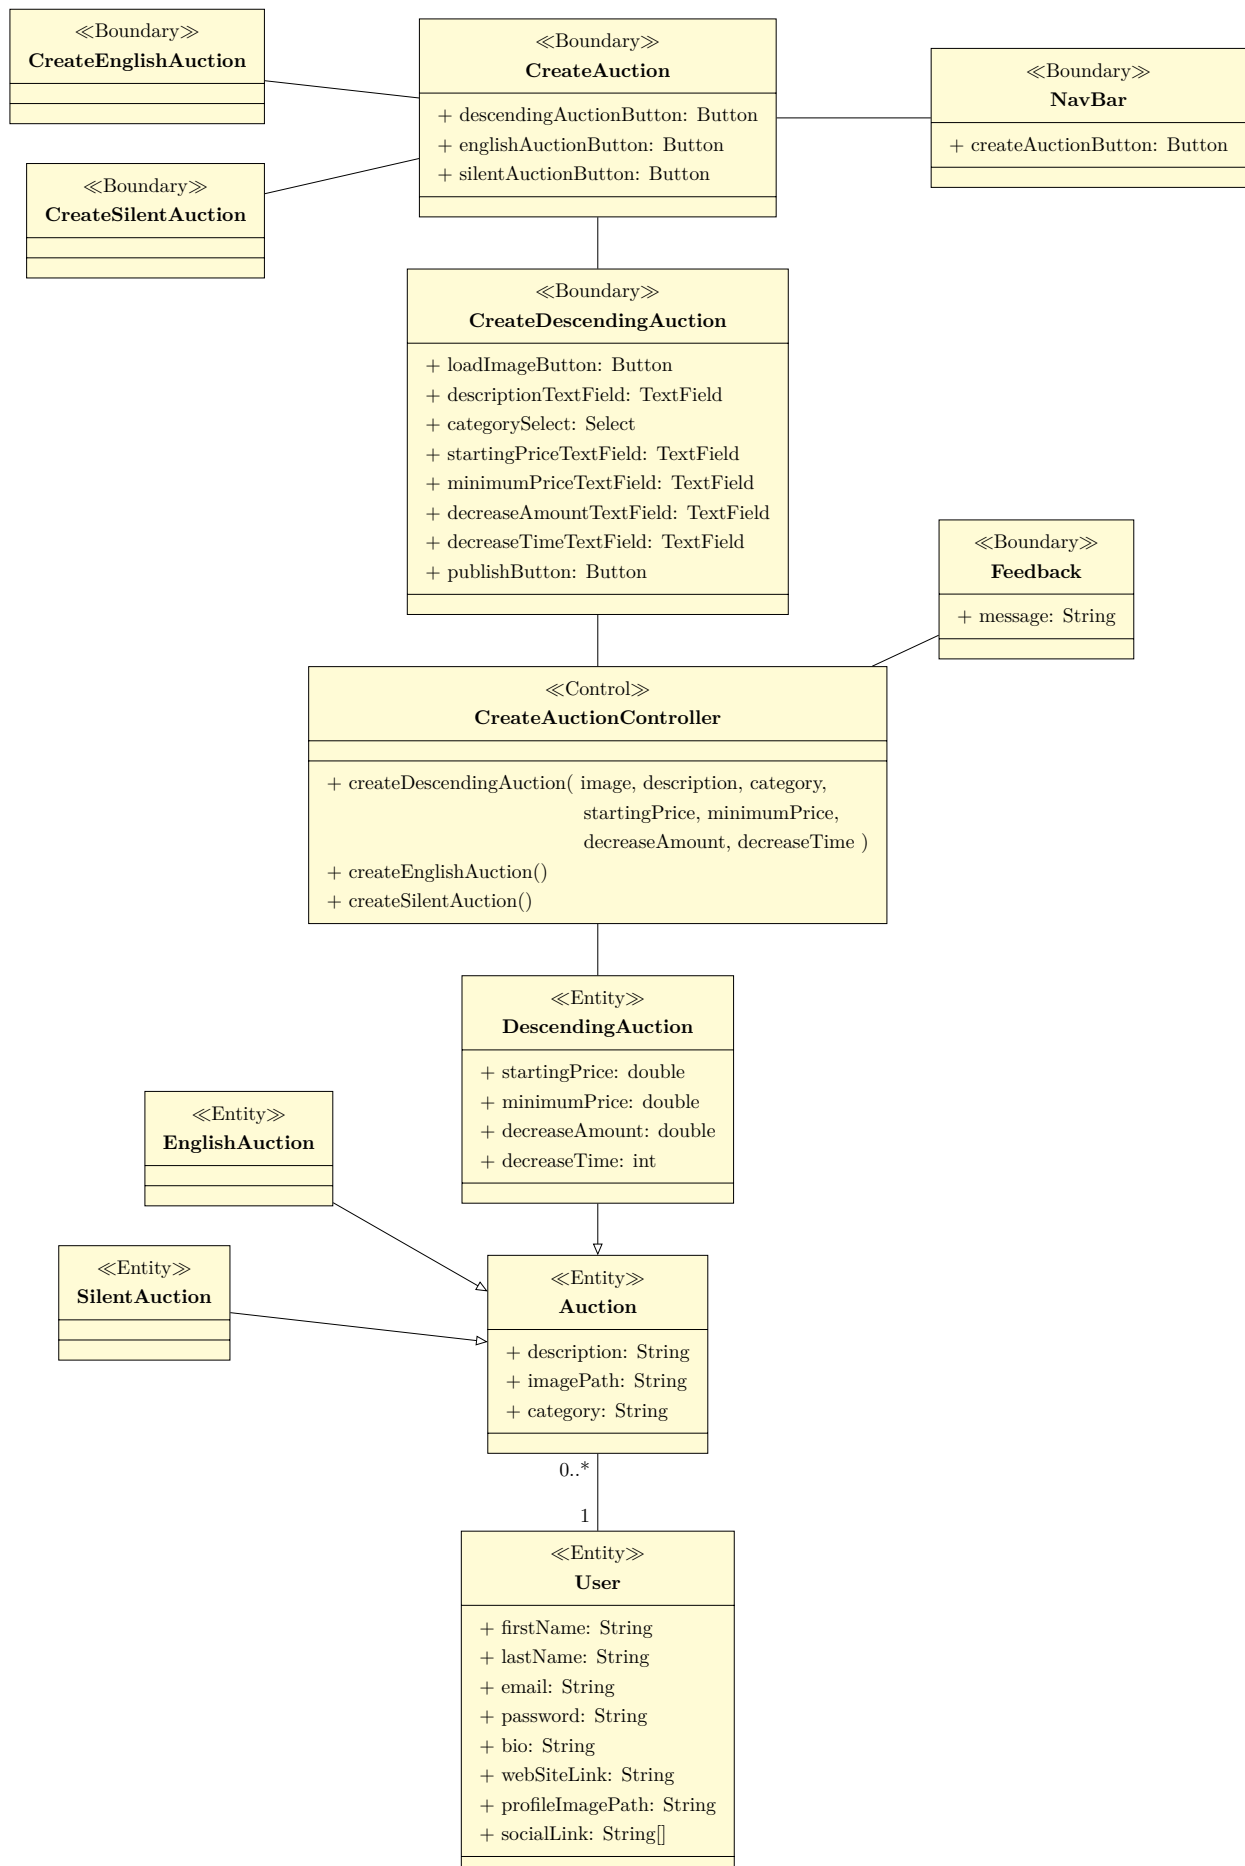 ≪Boundary≫
CreateEnglishAuction
≪Boundary≫
CreateAuction
+ descendingAuctionButton: Button
+ englishAuctionButton: Button
+ silentAuctionButton: Button
≪Boundary≫
NavBar
+ createAuctionButton: Button
≪Boundary≫
CreateSilentAuction
≪Boundary≫
CreateDescendingAuction
+ loadImageButton: Button
+ descriptionTextField: TextField
+ categorySelect: Select
+ startingPriceTextField: TextField
+ minimumPriceTextField: TextField
+ decreaseAmountTextField: TextField
+ decreaseTimeTextField: TextField
+ publishButton: Button
≪Boundary≫
Feedback
+ message: String
≪Control≫
CreateAuctionController
+ createDescendingAuction( image, description, category,
startingPrice, minimumPrice,
decreaseAmount, decreaseTime )
+ createEnglishAuction()
+ createSilentAuction()
≪Entity≫
DescendingAuction
+ startingPrice: double
+ minimumPrice: double
+ decreaseAmount: double
+ decreaseTime: int
≪Entity≫
EnglishAuction
≪Entity≫
SilentAuction
≪Entity≫
Auction
+ description: String
+ imagePath: String
+ category: String
0..*
1
≪Entity≫
User
+ firstName: String
+ lastName: String
+ email: String
+ password: String
+ bio: String
+ webSiteLink: String
+ profileImagePath: String
+ socialLink: String[]